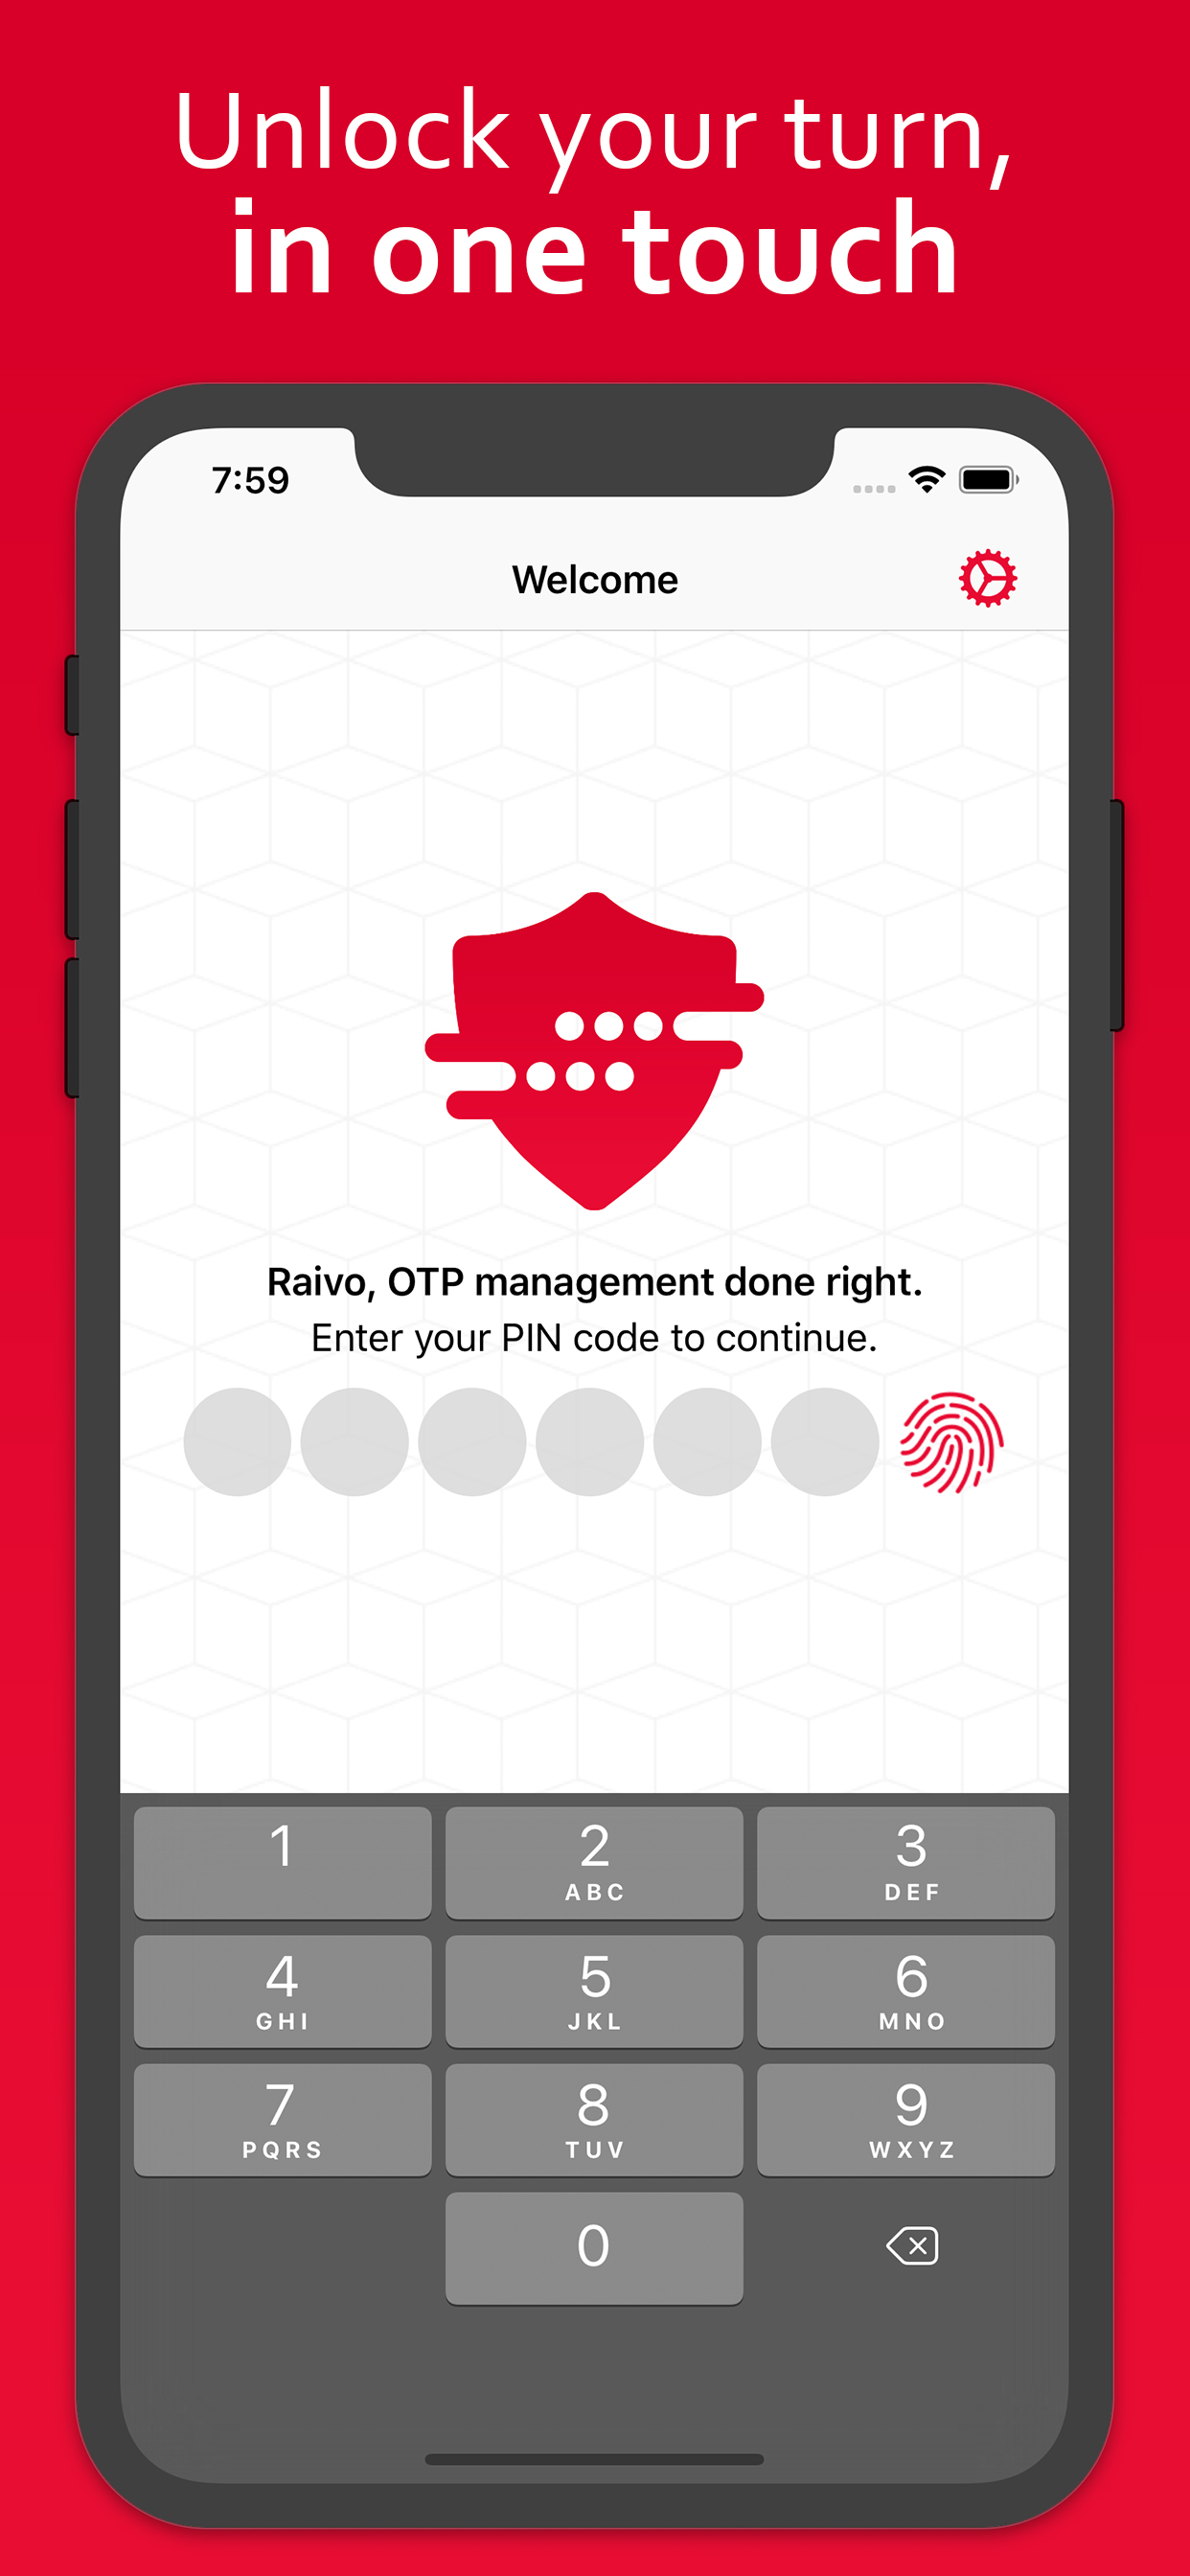 Unlock your turn,
in one touch
7:59
Welcome
Raivo, OTP management done right.
Enter your PIN code to continue.
1
2
ABC
3
DEF
4
GHI
5
JKL
6
MNO
7
PQRS
8
TUV
9
WXYZ
0